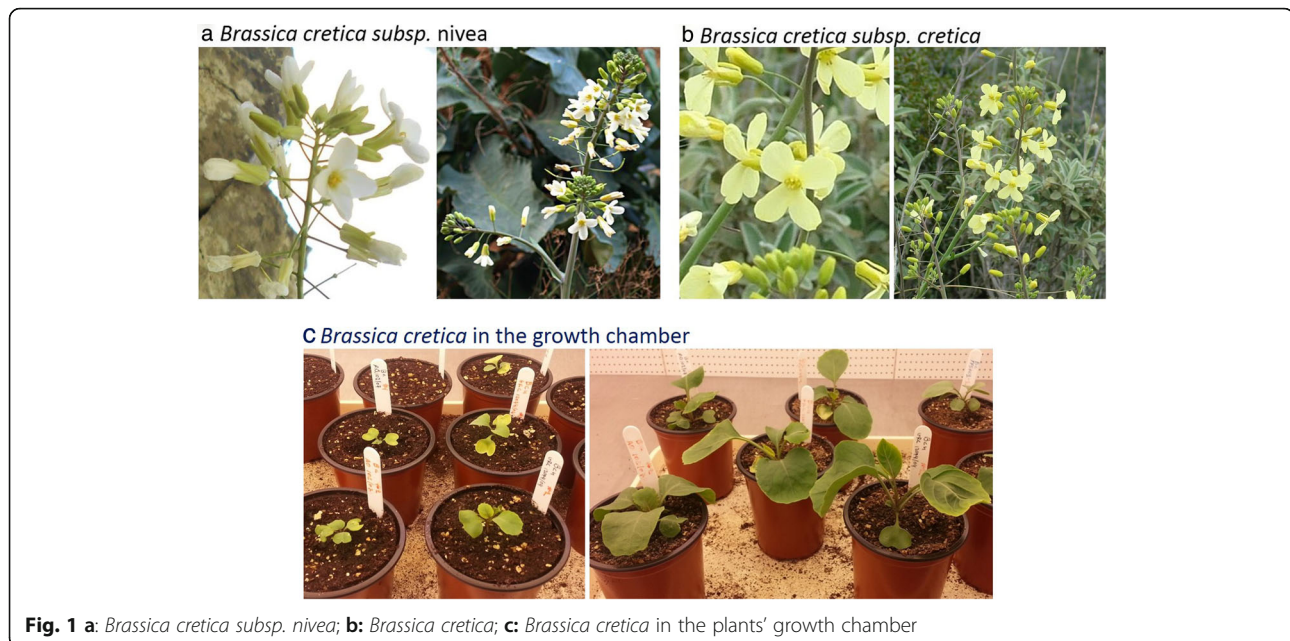 a Brassica cretica subsp. nivea
b Brassica cretica subsp. cretica
c Brassica cretica in the growth chamber
Fig. 1 a: Brassica cretica subsp. nivea; b: Brassica cretica; c: Brassica cretica in the plants' growth chamber